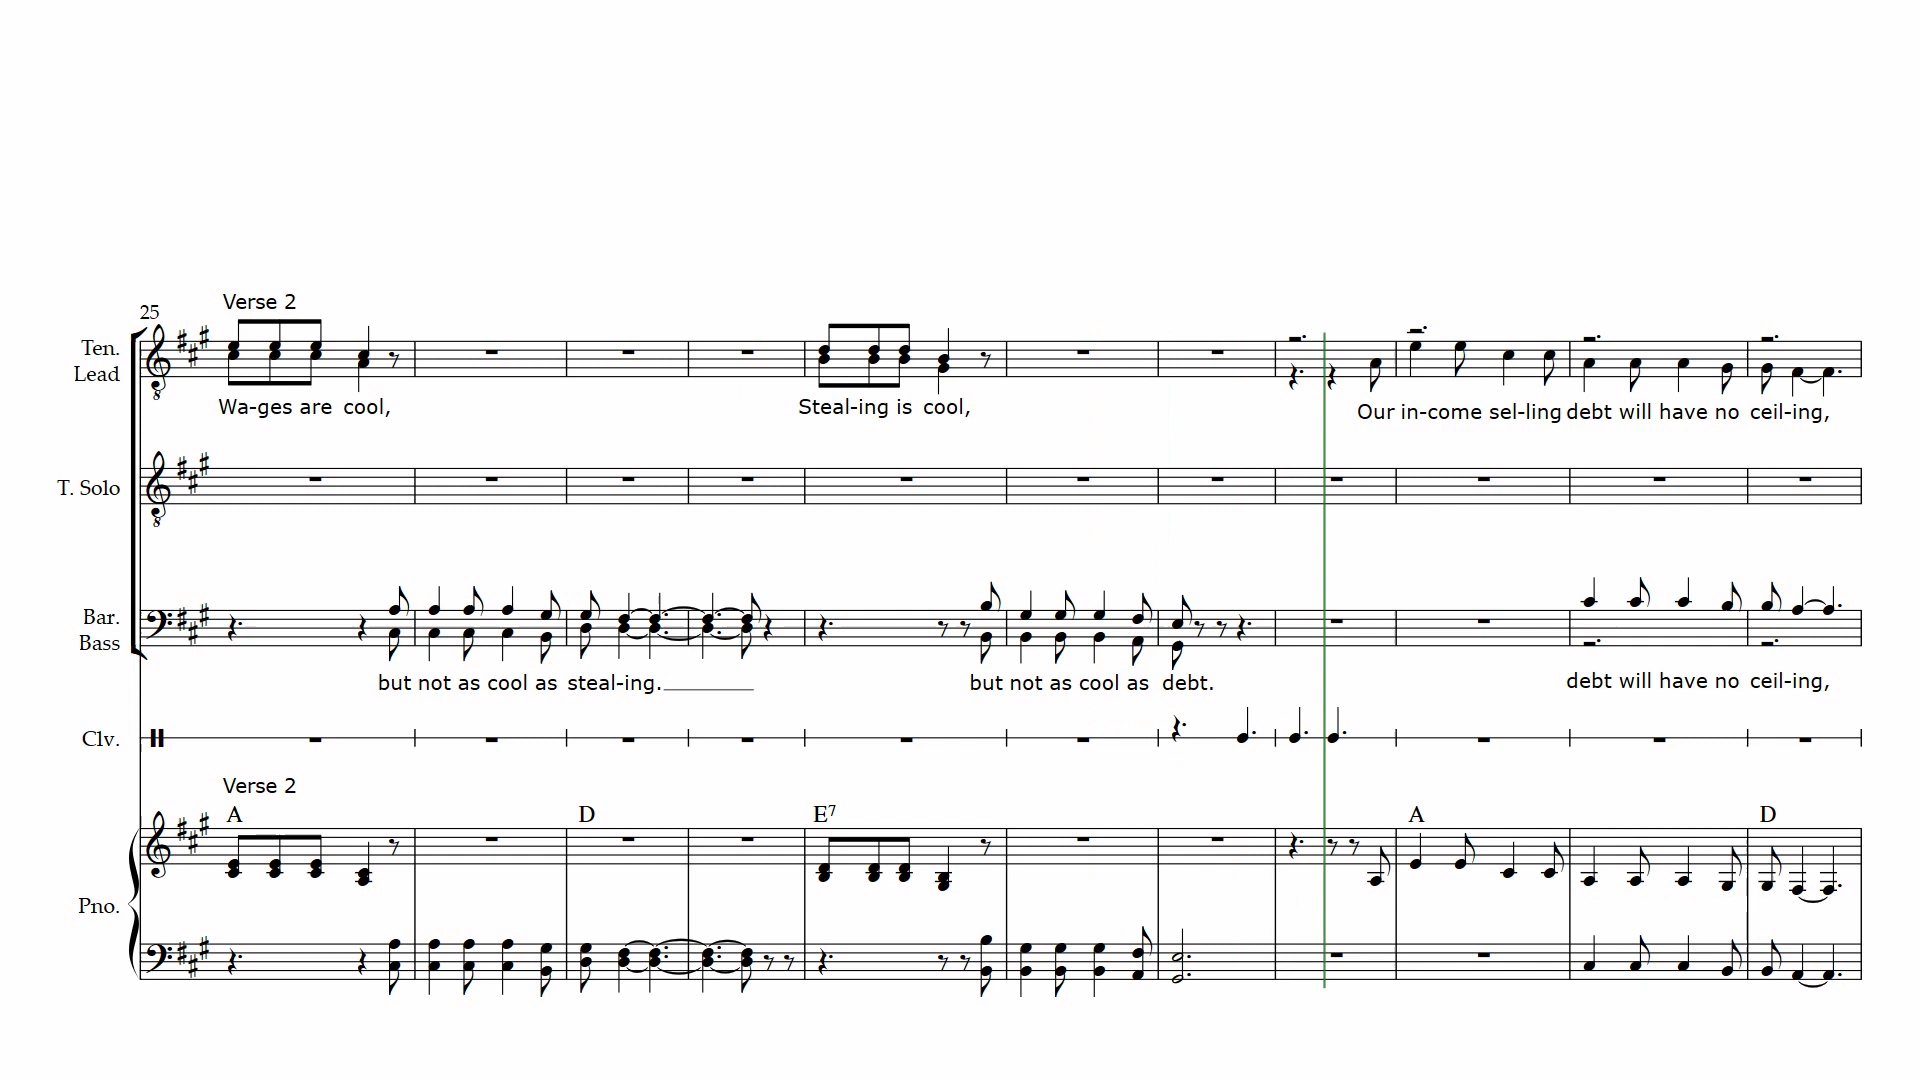 Verse 2
25
Ten.
Lead
8
Wa-ges are cool, Steal-ing is cool, Our in-come sel-ling debt will have no ceil-ing,
T. Solo
8
Bar.
Bass
but not as cool as steal-ing. but not as cool as debt. debt will have no ceil-ing,
Clv.
Verse 2
A D E7 A D
Pno.